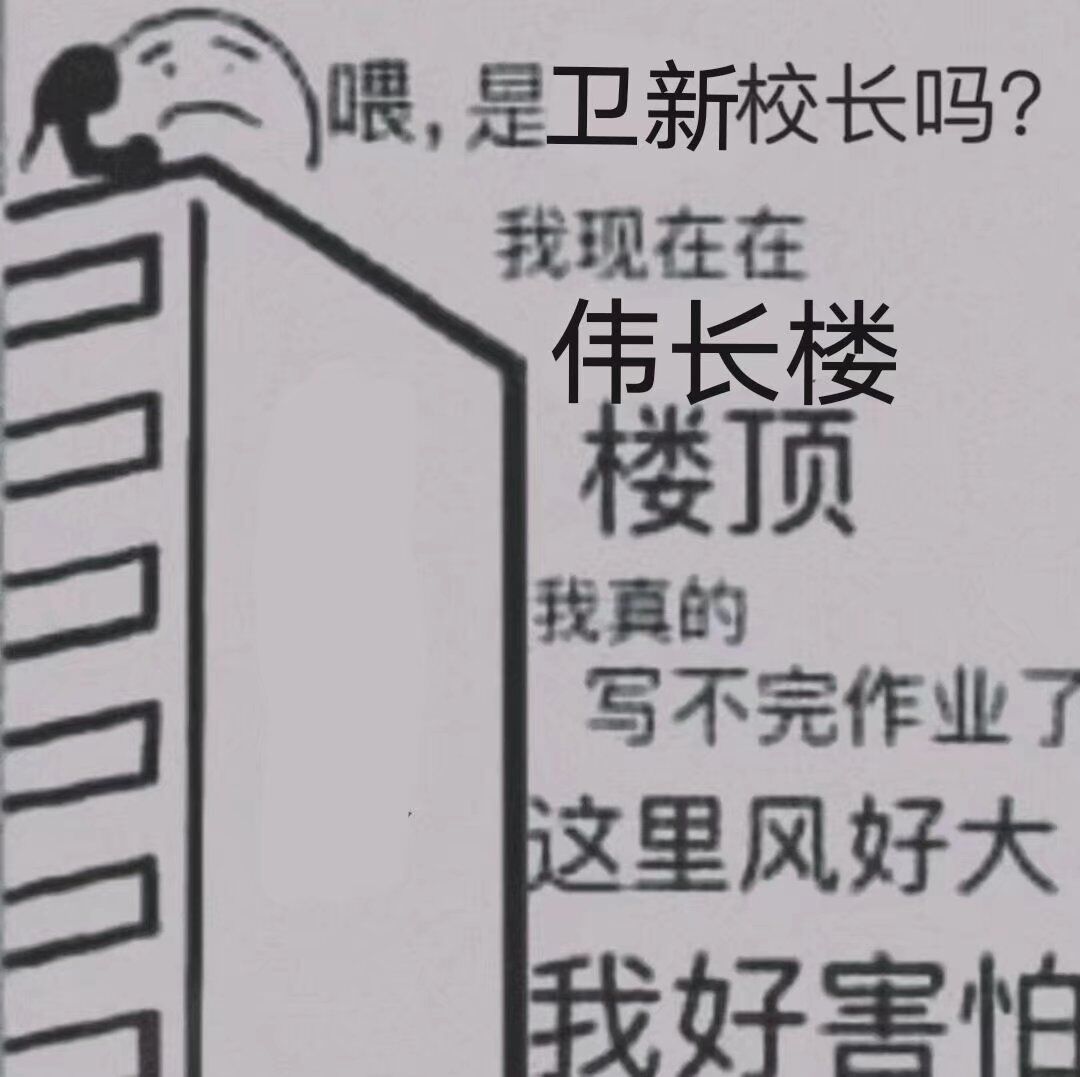 喂，是卫新校长吗？
我现在在
伟长楼
楼顶
我真的
写不完作业了
这里风好大
我好害怕